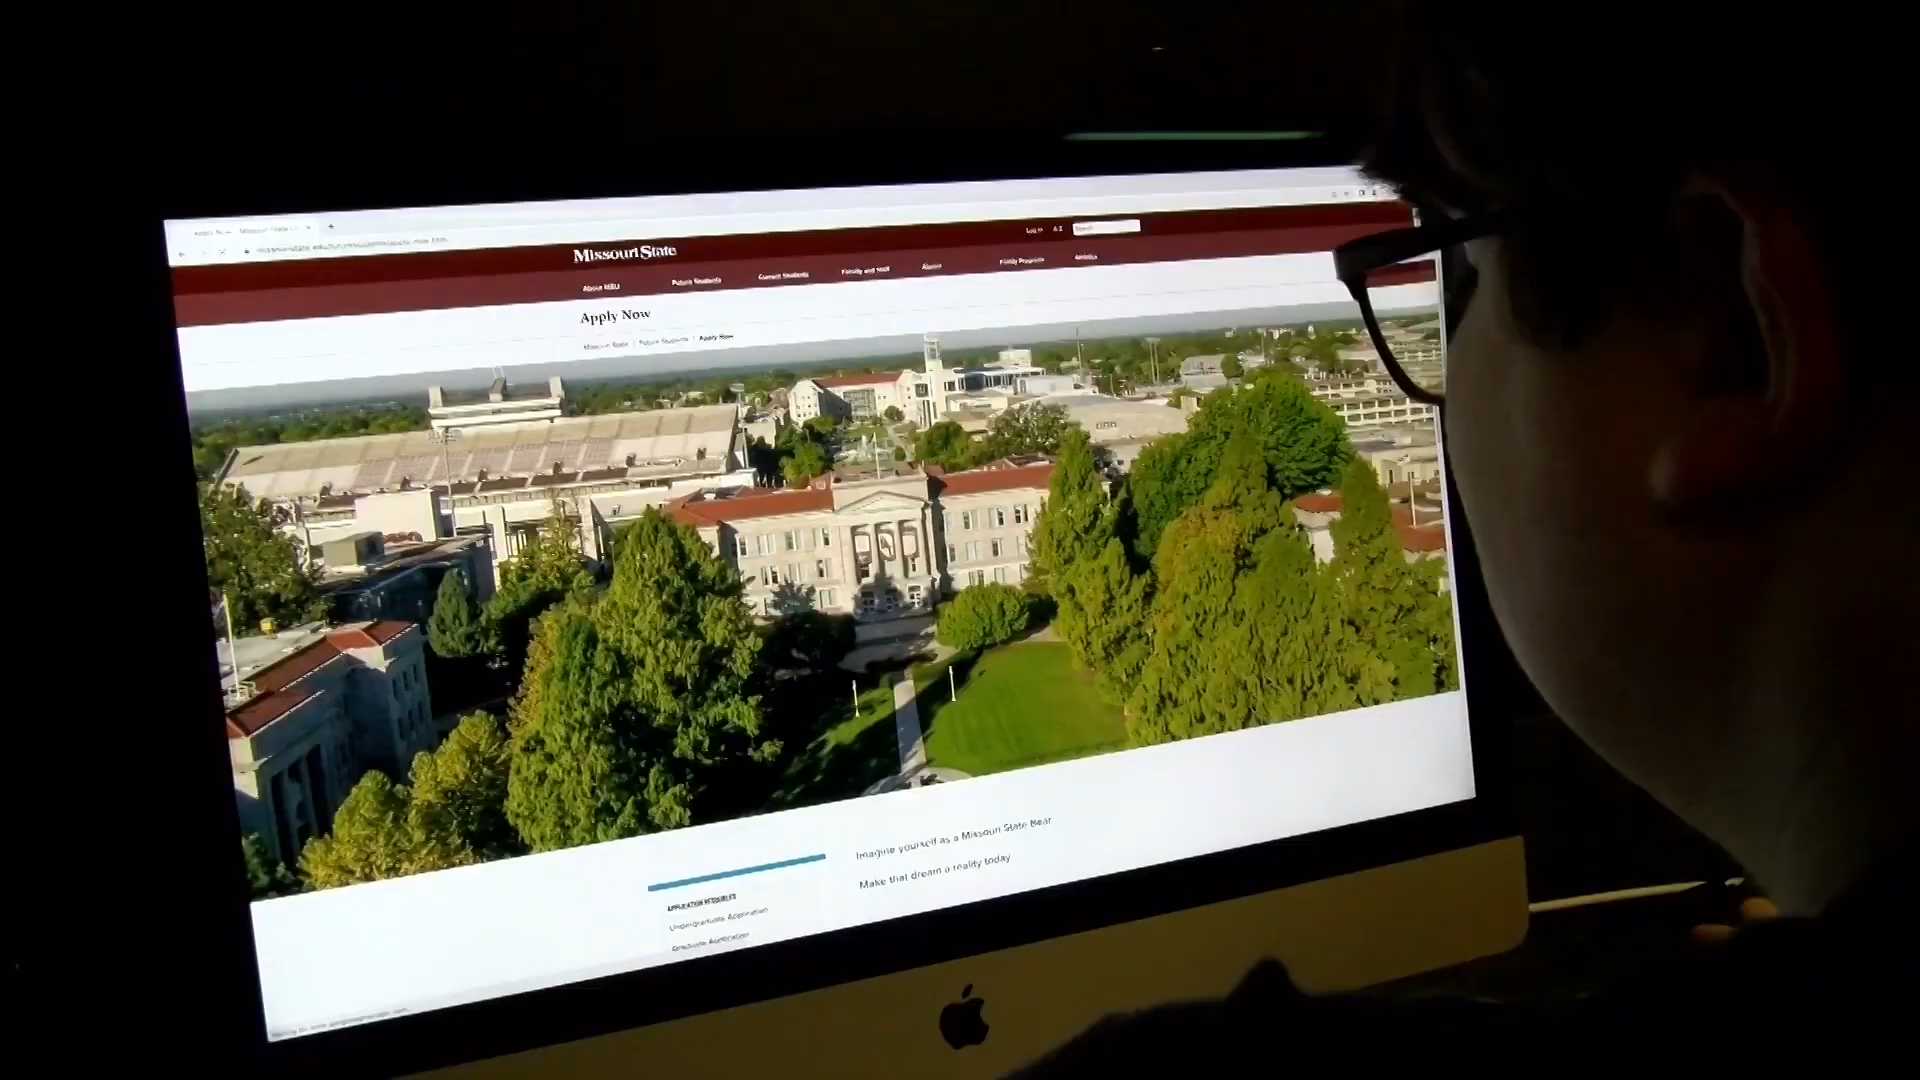 Apply Now - Missouri State U
Log in A-Z Search
Missouri State
About MSU Future Students Current Students Faculty and Staff Alumni Family Programs Athletics
Apply Now
Missouri State | Future Students | Apply Now
Imagine yourself as a Missouri State Bear
Make that dream a reality today
APPLICATION RESOURCES
Undergraduate Application
Graduate Application